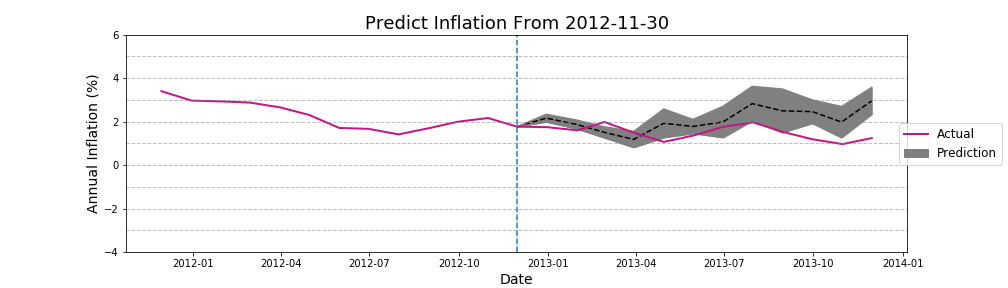 Predict Inflation From 2012-11-30
Annual Inflation (%)
6
4
2
0
−2
−4
Actual
Prediction
2012-01 2012-04 2012-07 2012-10 2013-01 2013-04 2013-07 2013-10 2014-01
Date